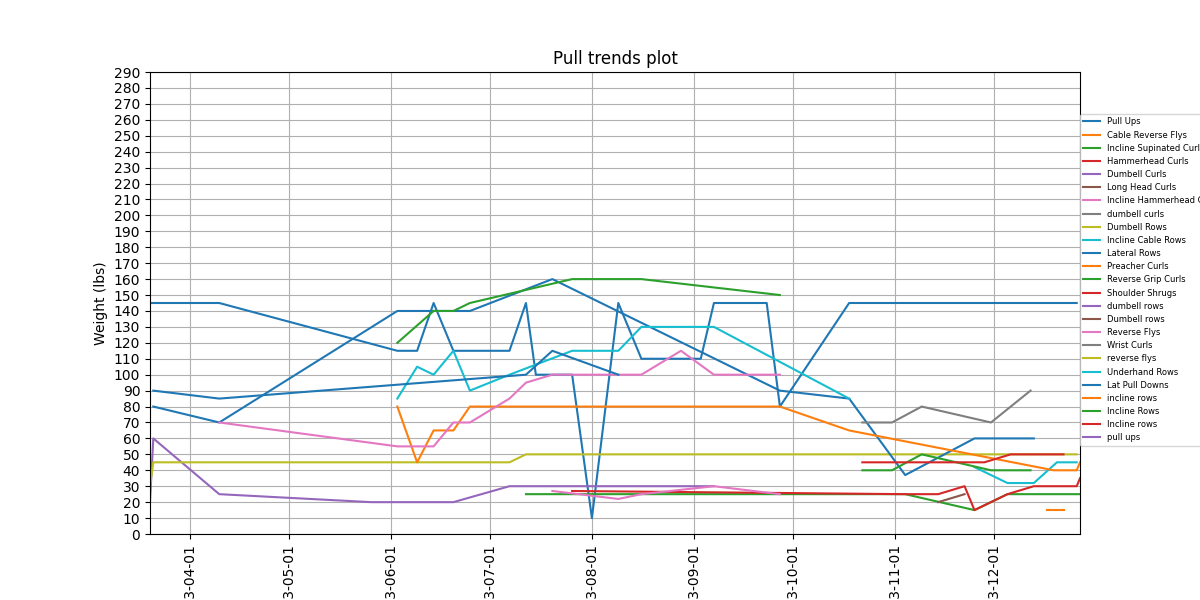 Pull trends plot
290
280
270
260
250
240
230
220
210
200
190
180
170
160
150
140
130
120
110
100
90
80
70
60
50
40
30
20
10
0
Weight (lbs)
3-04-01
3-05-01
3-06-01
3-07-01
3-08-01
3-09-01
3-10-01
3-11-01
3-12-01
Pull Ups
Cable Reverse Flys
Incline Supinated Curl
Hammerhead Curls
Dumbell Curls
Long Head Curls
Incline Hammerhead C
dumbell curls
Dumbell Rows
Incline Cable Rows
Lateral Rows
Preacher Curls
Reverse Grip Curls
Shoulder Shrugs
dumbell rows
Dumbell rows
Reverse Flys
Wrist Curls
reverse flys
Underhand Rows
Lat Pull Downs
incline rows
Incline Rows
Incline rows
pull ups